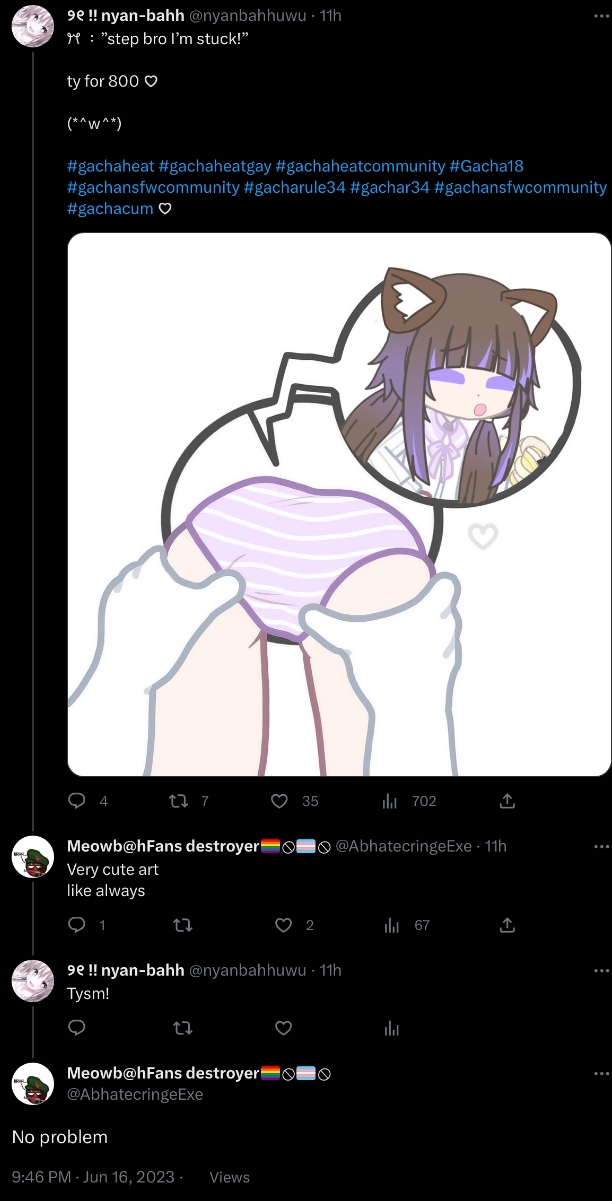 ୨୧ !! nyan-bahh @nyanbahhuwu · 11h
୨୧ : ”step bro I’m stuck!”
ty for 800 ♡
(*^w^*)
#gachaheat #gachaheatgay #gachaheatcommunity #Gacha18
#gachansfwcommunity #gacharule34 #gachar34 #gachansfwcommunity
#gachacum ♡
4 7 35 702
Meowb@hFans destroyer🏳️‍🌈🚫🏳️‍⚧️🚫 @AbhatecringeExe · 11h
Very cute art
like always
1 2 67
୨୧ !! nyan-bahh @nyanbahhuwu · 11h
Tysm!
Meowb@hFans destroyer🏳️‍🌈🚫🏳️‍⚧️🚫
@AbhatecringeExe
No problem
9:46 PM · Jun 16, 2023 · Views